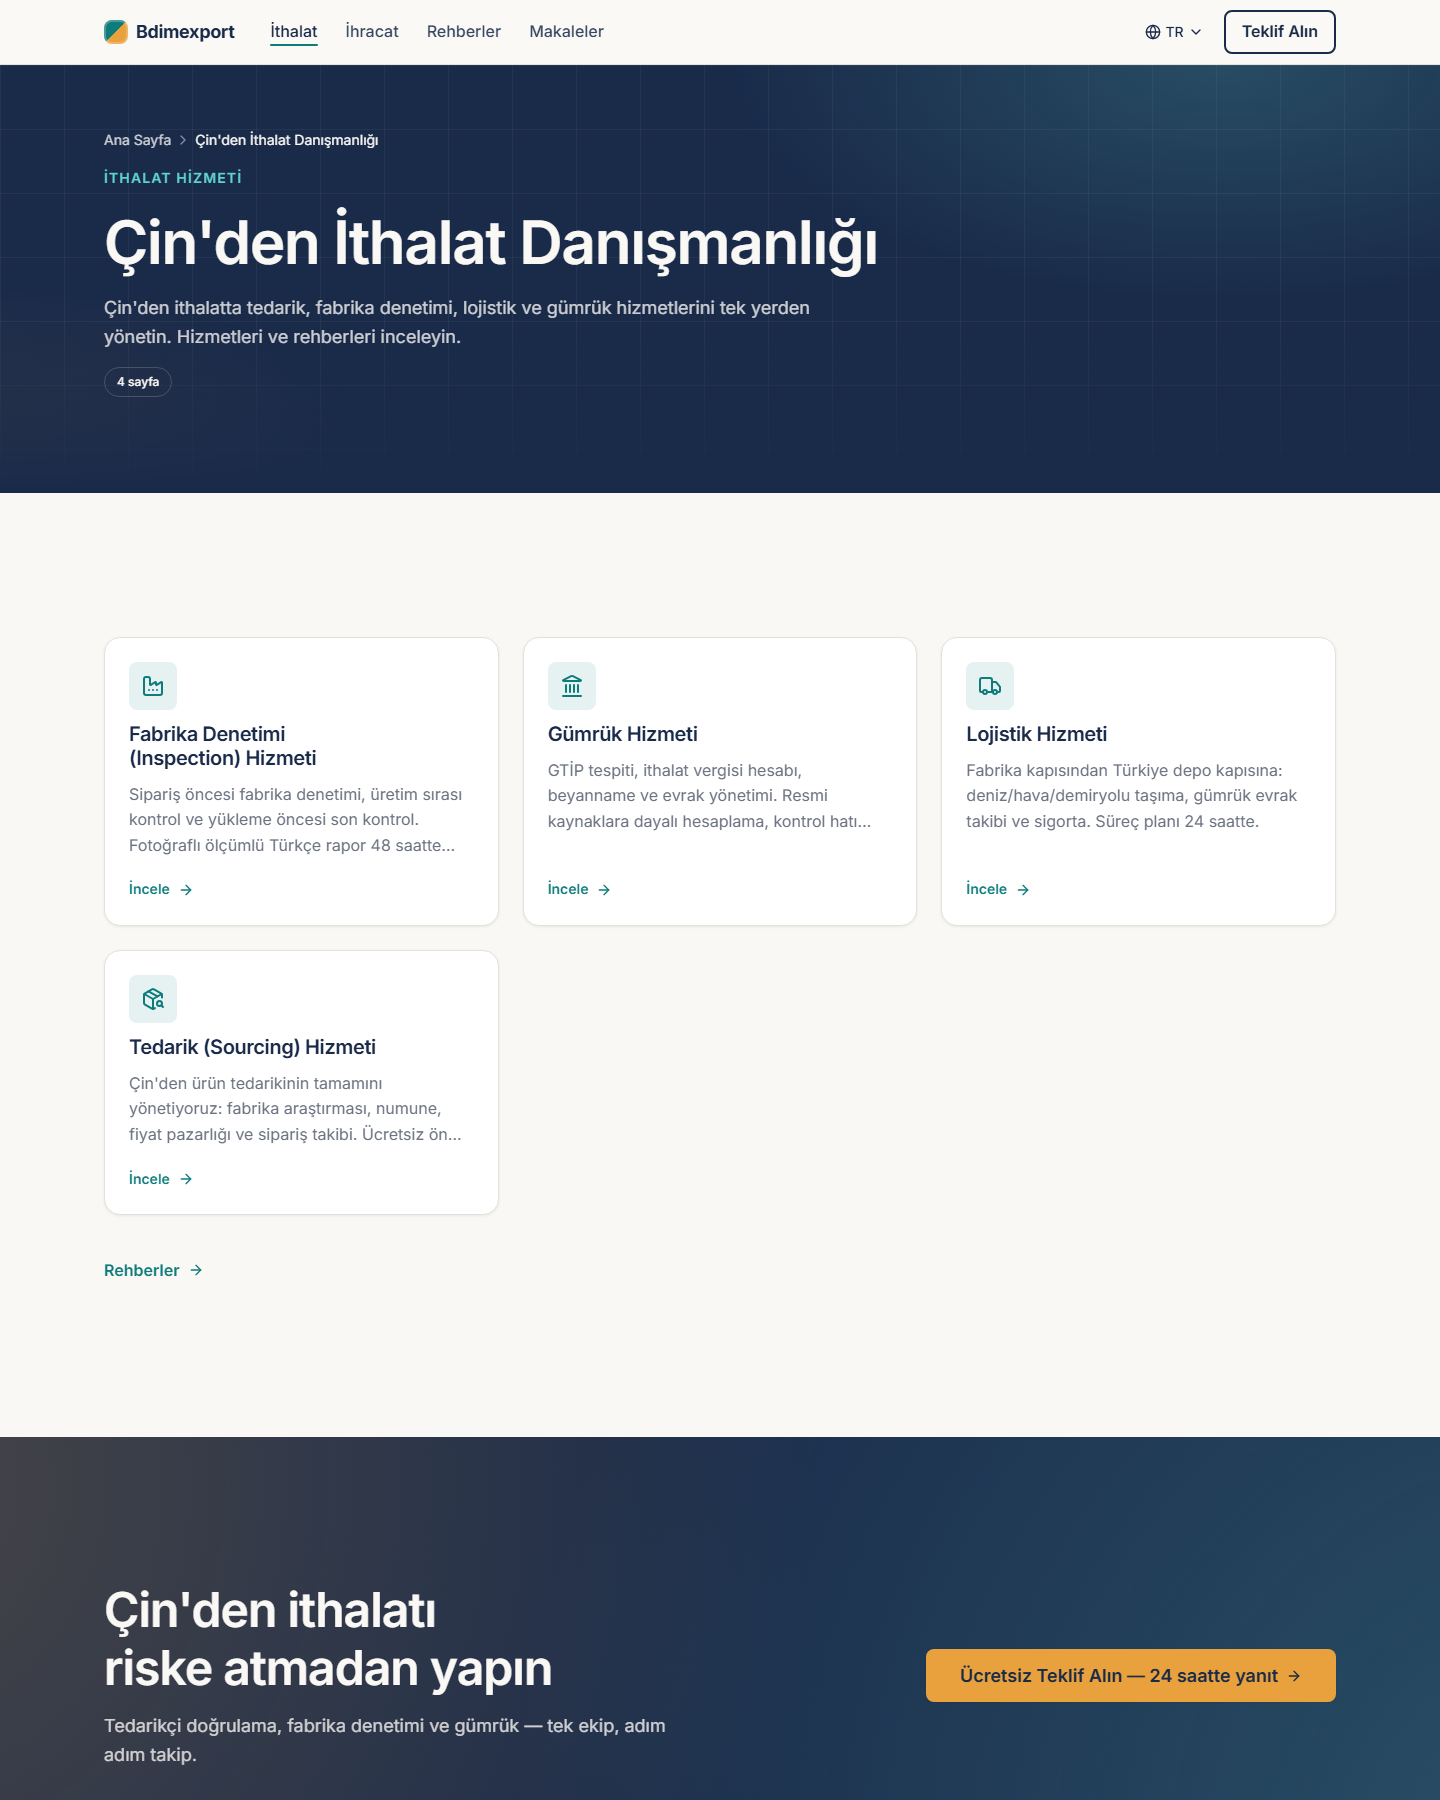 Bdimexport
İthalat
İhracat
Rehberler
Makaleler
TR
Teklif Alın
Ana Sayfa
Çin'den İthalat Danışmanlığı
İTHALAT HİZMETİ
Çin'den İthalat Danışmanlığı
Çin'den ithalatta tedarik, fabrika denetimi, lojistik ve gümrük hizmetlerini tek yerden
yönetin. Hizmetleri ve rehberleri inceleyin.
4 sayfa
Fabrika Denetimi
(Inspection) Hizmeti
Sipariş öncesi fabrika denetimi, üretim sırası
kontrol ve yükleme öncesi son kontrol.
Fotoğraflı ölçümlü Türkçe rapor 48 saatte…
İncele
Gümrük Hizmeti
GTİP tespiti, ithalat vergisi hesabı,
beyanname ve evrak yönetimi. Resmi
kaynaklara dayalı hesaplama, kontrol hatı…
İncele
Lojistik Hizmeti
Fabrika kapısından Türkiye depo kapısına:
deniz/hava/demiryolu taşıma, gümrük evrak
takibi ve sigorta. Süreç planı 24 saatte.
İncele
Tedarik (Sourcing) Hizmeti
Çin'den ürün tedarikinin tamamını
yönetiyoruz: fabrika araştırması, numune,
fiyat pazarlığı ve sipariş takibi. Ücretsiz ön…
İncele
Rehberler
Çin'den ithalatı
riske atmadan yapın
Tedarikçi doğrulama, fabrika denetimi ve gümrük — tek ekip, adım
adım takip.
Ücretsiz Teklif Alın — 24 saatte yanıt